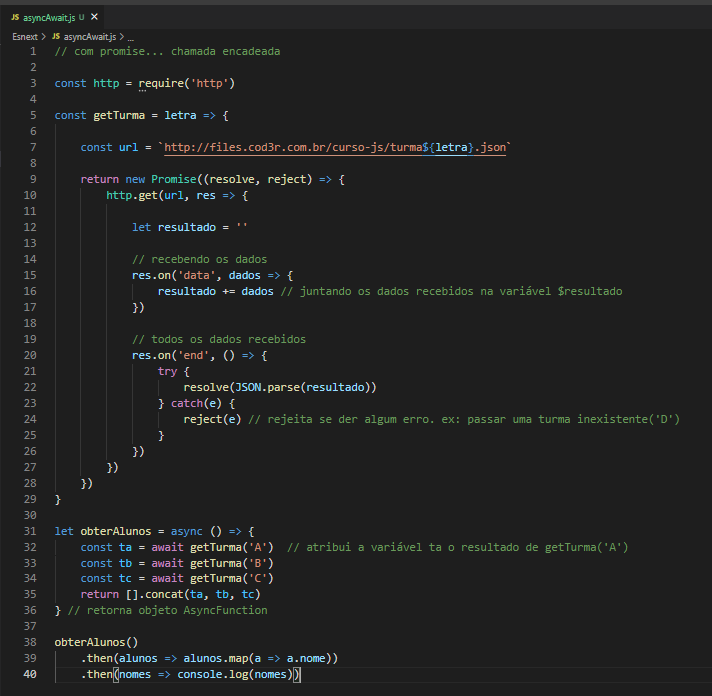 JS asyncAwait.js U ×
Esnext > JS asyncAwait.js > ...
1 // com promise... chamada encadeada
2
3 const http = require('http')
4
5 const getTurma = letra => {
6
7 const url = `http://files.cod3r.com.br/curso-js/turma${letra}.json`
8
9 return new Promise((resolve, reject) => {
10 http.get(url, res => {
11
12 let resultado = ''
13
14 // recebendo os dados
15 res.on('data', dados => {
16 resultado += dados // juntando os dados recebidos na variável $resultado
17 })
18
19 // todos os dados recebidos
20 res.on('end', () => {
21 try {
22 resolve(JSON.parse(resultado))
23 } catch(e) {
24 reject(e) // rejeita se der algum erro. ex: passar uma turma inexistente('D')
25 }
26 })
27 })
28 })
29 }
30
31 let obterAlunos = async () => {
32 const ta = await getTurma('A') // atribui a variável ta o resultado de getTurma('A')
33 const tb = await getTurma('B')
34 const tc = await getTurma('C')
35 return [].concat(ta, tb, tc)
36 } // retorna objeto AsyncFunction
37
38 obterAlunos()
39 .then(alunos => alunos.map(a => a.nome))
40 .then(nomes => console.log(nomes))